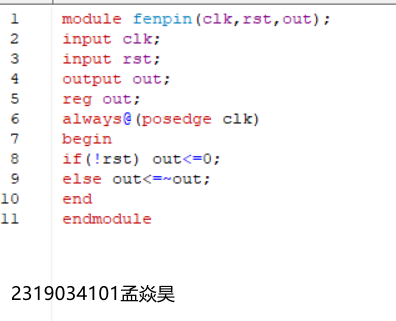 1 module fenpin(clk,rst,out);
2 input clk;
3 input rst;
4 output out;
5 reg out;
6 always@(posedge clk)
7 begin
8 if(!rst) out<=0;
9 else out<=~out;
10 end
11 endmodule
2319034101孟焱昊